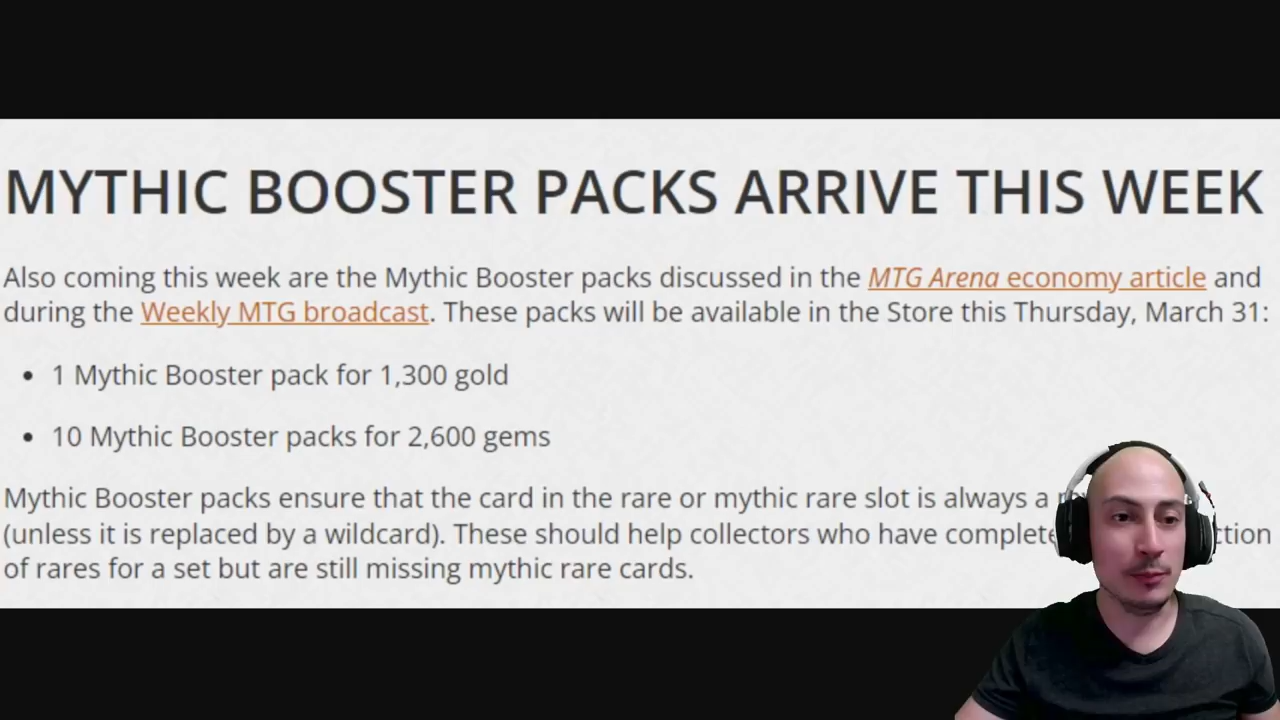 MYTHIC BOOSTER PACKS ARRIVE THIS WEEK
Also coming this week are the Mythic Booster packs discussed in the MTG Arena economy article and
during the Weekly MTG broadcast. These packs will be available in the Store this Thursday, March 31:
• 1 Mythic Booster pack for 1,300 gold
• 10 Mythic Booster packs for 2,600 gems
Mythic Booster packs ensure that the card in the rare or mythic rare slot is always a
(unless it is replaced by a wildcard). These should help collectors who have
of rares for a set but are still missing mythic rare cards.